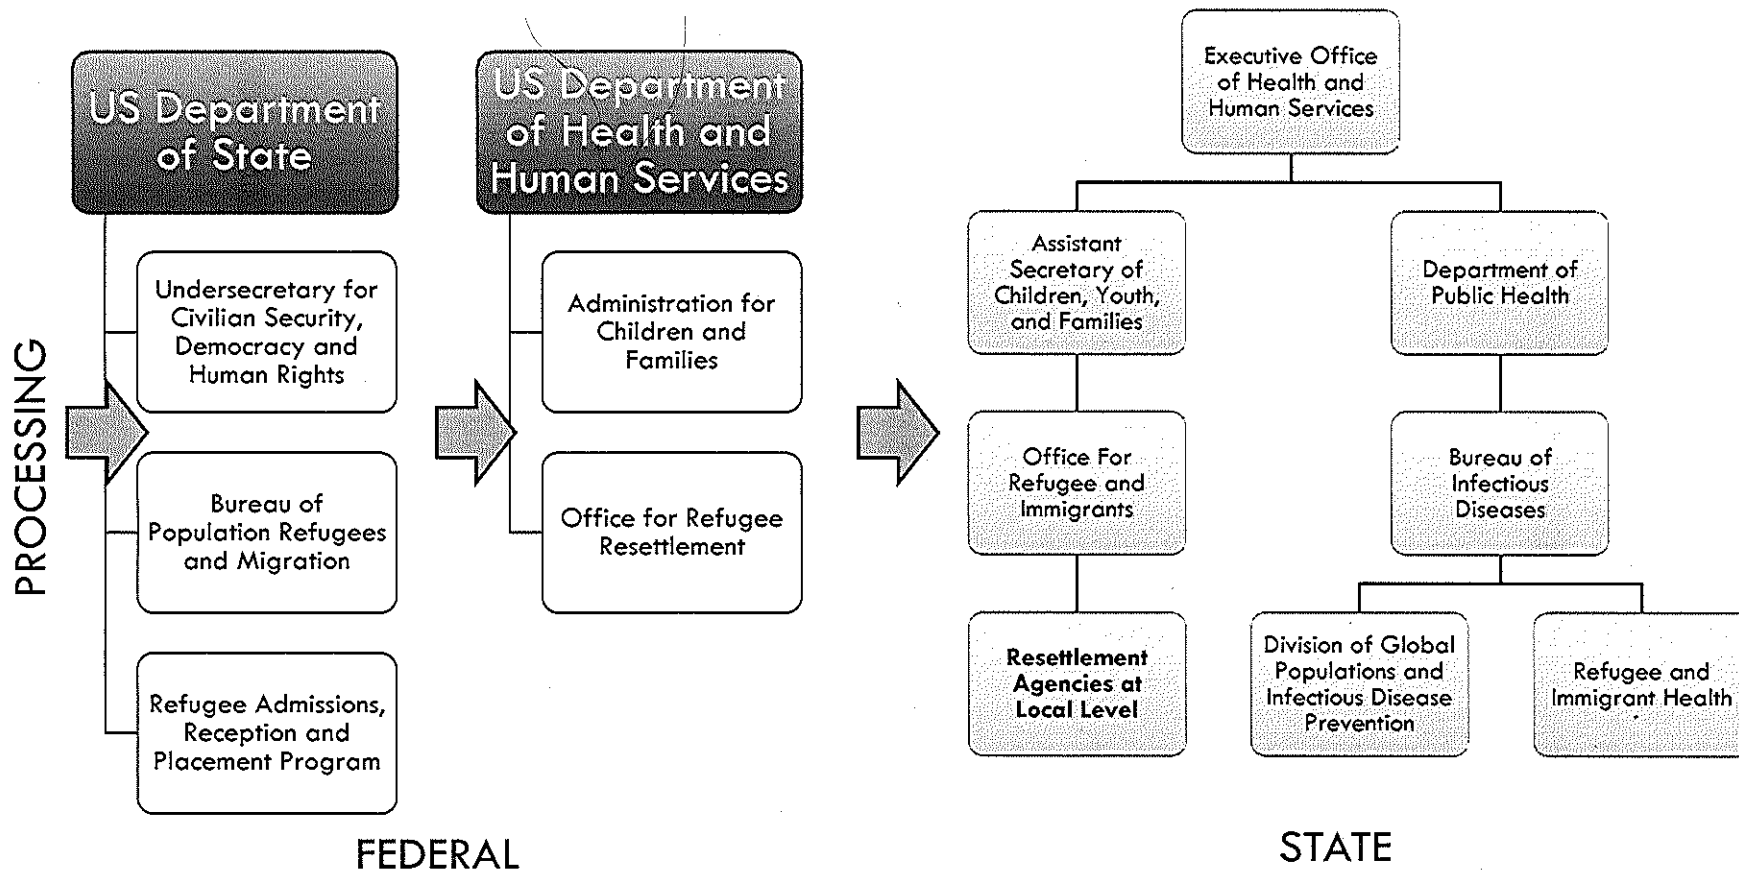 PROCESSING
US Department
of State
Undersecretary for
Civilian Security,
Democracy and
Human Rights
Bureau of
Population Refugees
and Migration
Refugee Admissions,
Reception and
Placement Program
US Department
of Health and
Human Services
Administration for
Children and
Families
Office for Refugee
Resettlement
FEDERAL
Executive Office
of Health and
Human Services
Assistant
Secretary of
Children, Youth,
and Families
Office For
Refugee and
Immigrants
Resettlement
Agencies at
Local Level
Department of
Public Health
Bureau of
Infectious
Diseases
Division of Global
Populations and
Infectious Disease
Prevention
Refugee and
Immigrant Health
STATE